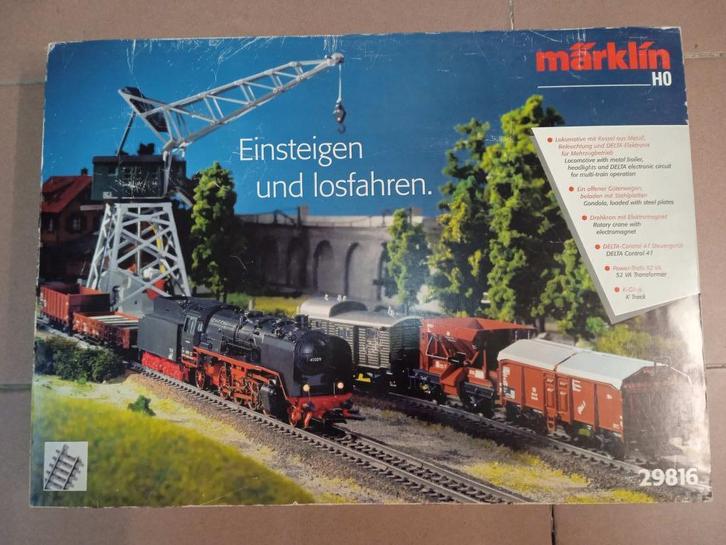 märklin
HO
Einsteigen
und losfahren.
Lokomotive mit Kessel aus Metall,
Beleuchtung und DELTA-Elektronik
für Mehrzugbetrieb
Locomotive with metal boiler,
headlights and DELTA electronic circuit
for multi-train operation
Ein offener Güterwagen,
beladen mit Stahlplatten
Gondola, loaded with steel plates
Drehkran mit Elektromagnet
Rotary crane with
electromagnet
DELTA-Control 4f Steuergerät
DELTA Control 4f
Power-Trafo 52 VA
52 VA Transformer
K-Gleis
K Track
29816